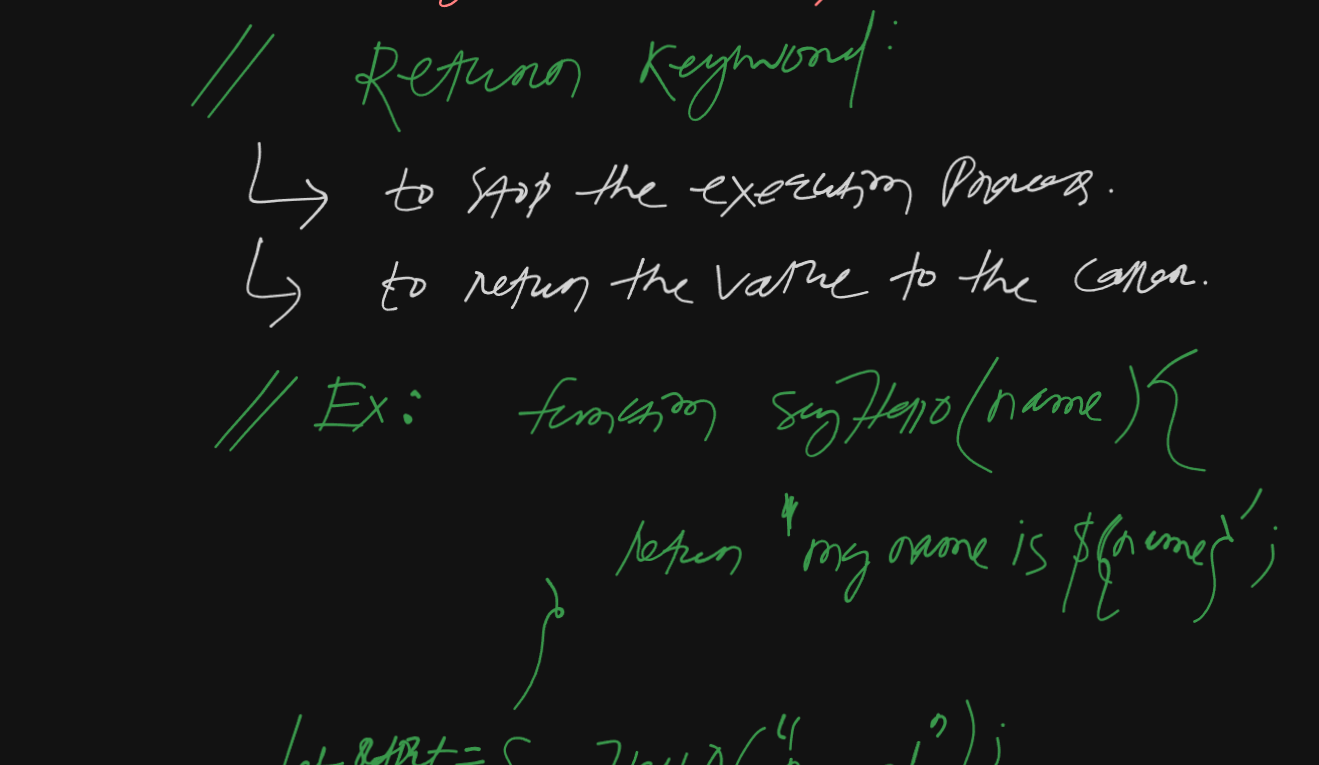 // Return Keyword:
↳ to stop the execution Process.
↳ to return the value to the caller.
// Ex: function sayHello(name){
return `my name is ${name}`;
}
let = ("");